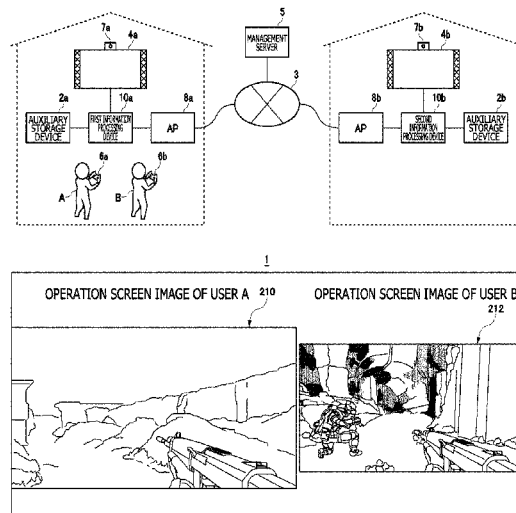 5
MANAGEMENT SERVER
7a 4a
7b 4b
3
2a 10a 8a
8b 10b 2b
AUXILIARY STORAGE DEVICE
FIRST INFORMATION PROCESSING DEVICE
AP
AP
SECOND INFORMATION PROCESSING DEVICE
AUXILIARY STORAGE DEVICE
6a 6b
A B
1
OPERATION SCREEN IMAGE OF USER A 210
OPERATION SCREEN IMAGE OF USER B
212